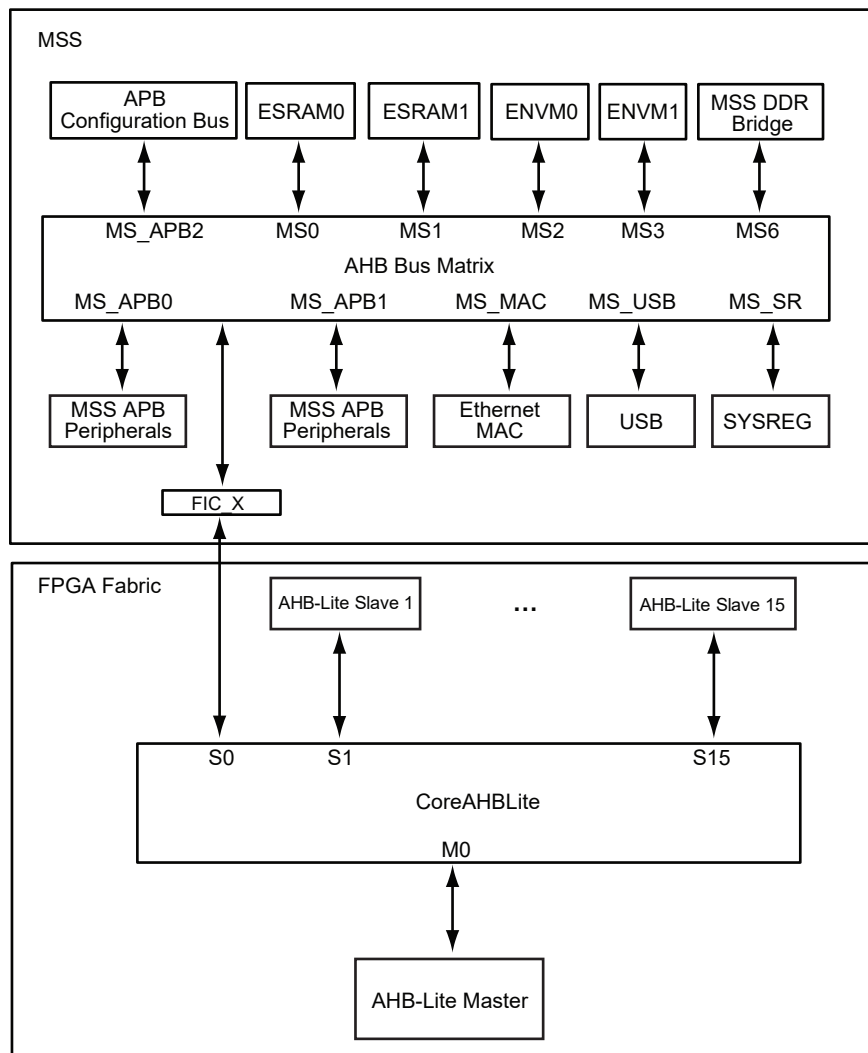 MSS
APB
Configuration Bus
ESRAM0
ESRAM1
ENVM0
ENVM1
MSS DDR
Bridge
MS_APB2
MS0
MS1
MS2
MS3
MS6
AHB Bus Matrix
MS_APB0
MS_APB1
MS_MAC
MS_USB
MS_SR
MSS APB
Peripherals
MSS APB
Peripherals
Ethernet
MAC
USB
SYSREG
FIC_X
FPGA Fabric
AHB-Lite Slave 1
...
AHB-Lite Slave 15
S0
S1
S15
CoreAHBLite
M0
AHB-Lite Master